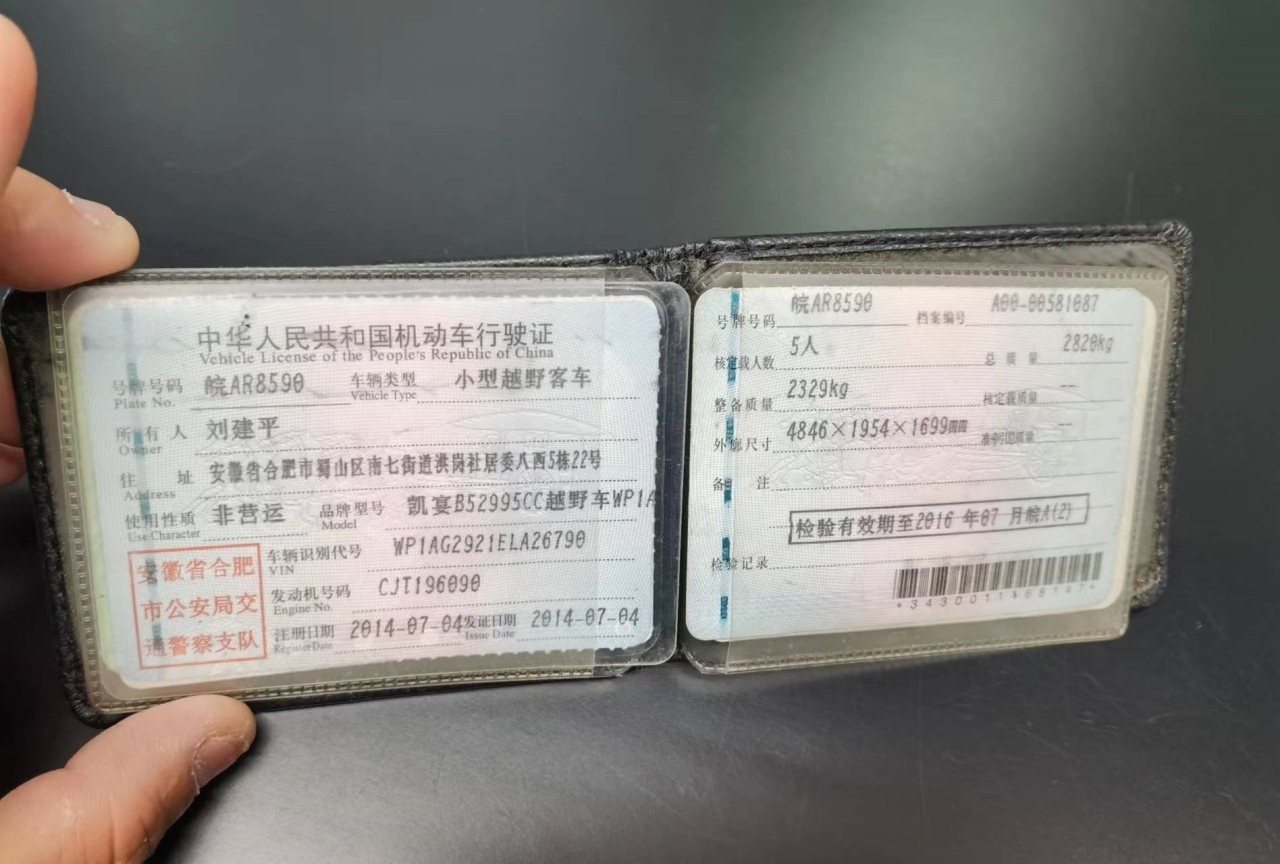 中华人民共和国机动车行驶证
Vehicle License of the People's Republic of China
号牌号码 皖AR8590 车辆类型 小型越野客车
Plate No. Vehicle Type
所有人 刘建平
Owner
住址 安徽省合肥市蜀山区南七街道洪岗社居委八西5栋22号
Address
使用性质 非营运 品牌型号 凯宴B52995CC越野车WP1A
Use Character Model
车辆识别代号 WP1AG2921ELA26790
VIN
发动机号码 CJT196090
Engine No.
注册日期 2014-07-04 发证日期 2014-07-04
Register Date Issue Date
安徽省合肥
市公安局交
通警察支队
号牌号码 皖AR8590 档案编号 A00-00581087
核定载人数 5人 总质量 2820kg
整备质量 2329kg 核定载质量 --
外廓尺寸 4846×1954×1699mm 准牵引总质量 --
备注
检验有效期至2016年07月皖A(2)
检验记录